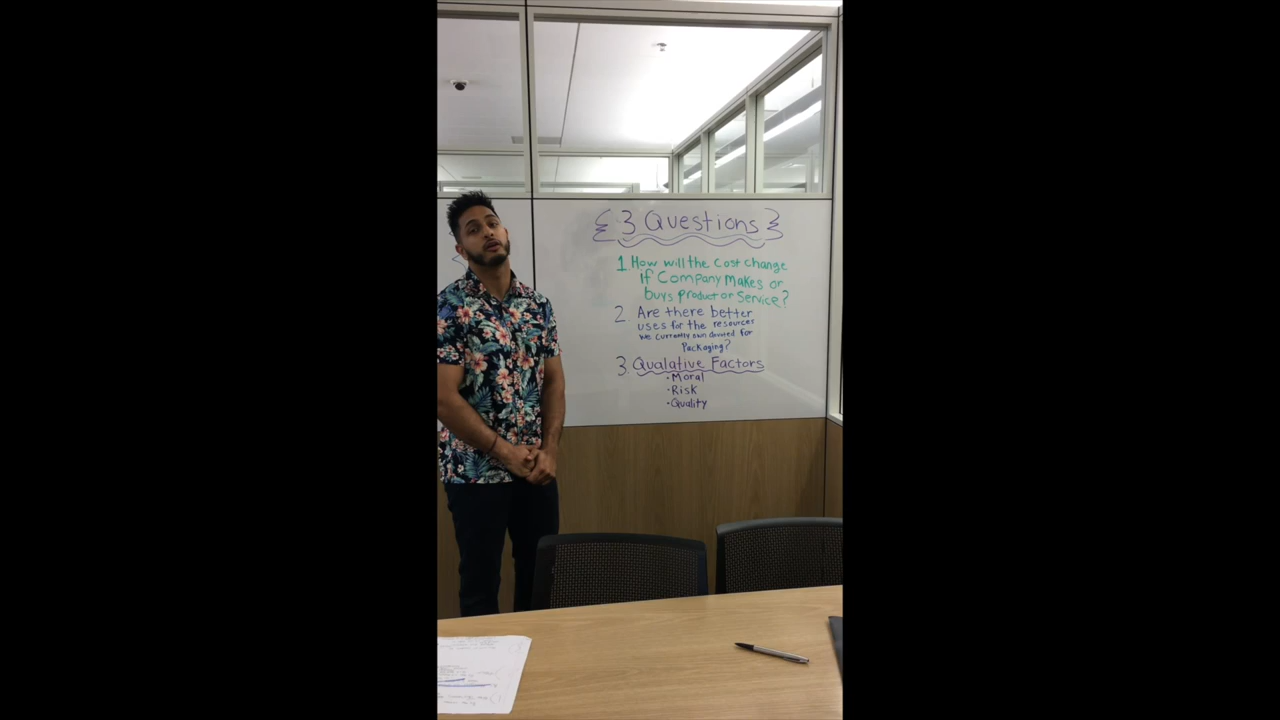 3 Questions
1 How will the cost change
if Company Makes or
buys product or Service?
2 Are there better
uses for the resources
we currently own devoted for
Packaging?
3. Qualative Factors
• Moral
• Risk
• Quality